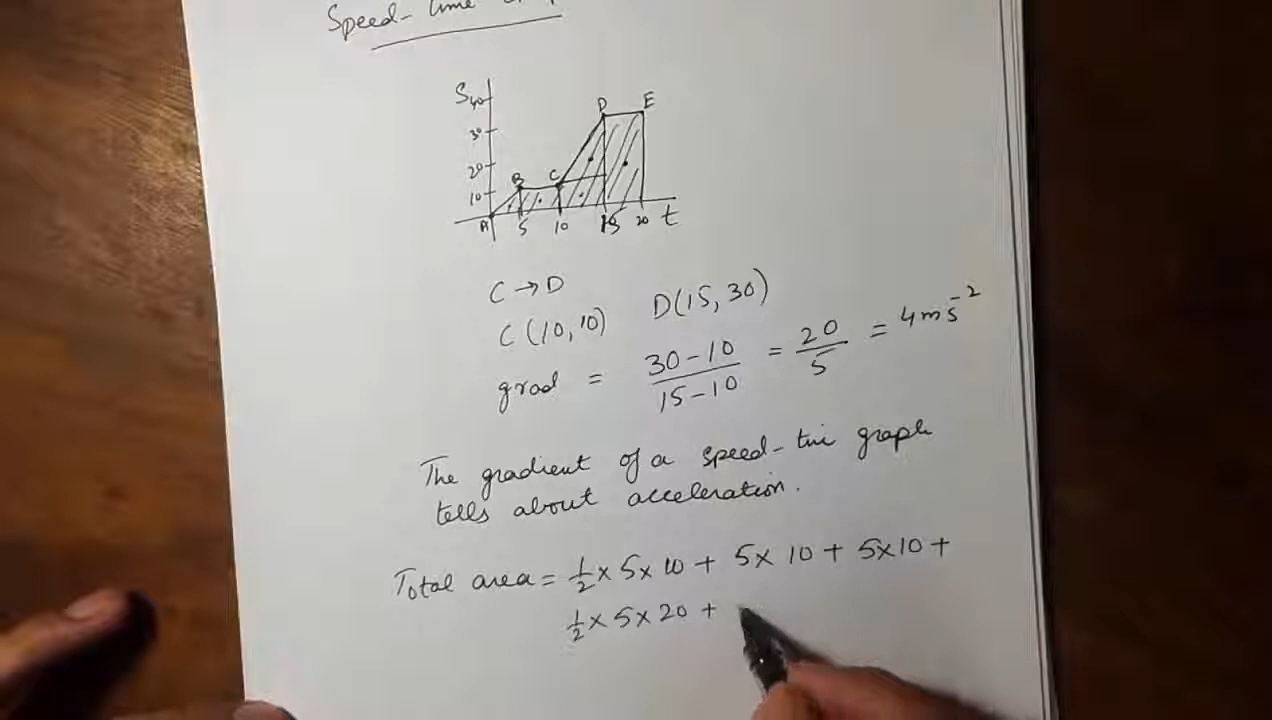 Speed-time
S
40
D E
30
20
B C
10
A 5 10 15 20 t
C → D
C (10, 10) D(15, 30)
grad = 30-10 / 15-10 = 20 / 5 = 4ms⁻²
The gradient of a speed-time graph
tells about acceleration.
Total area = 1/2 × 5 × 10 + 5 × 10 + 5×10 +
1/2 × 5 × 20 +